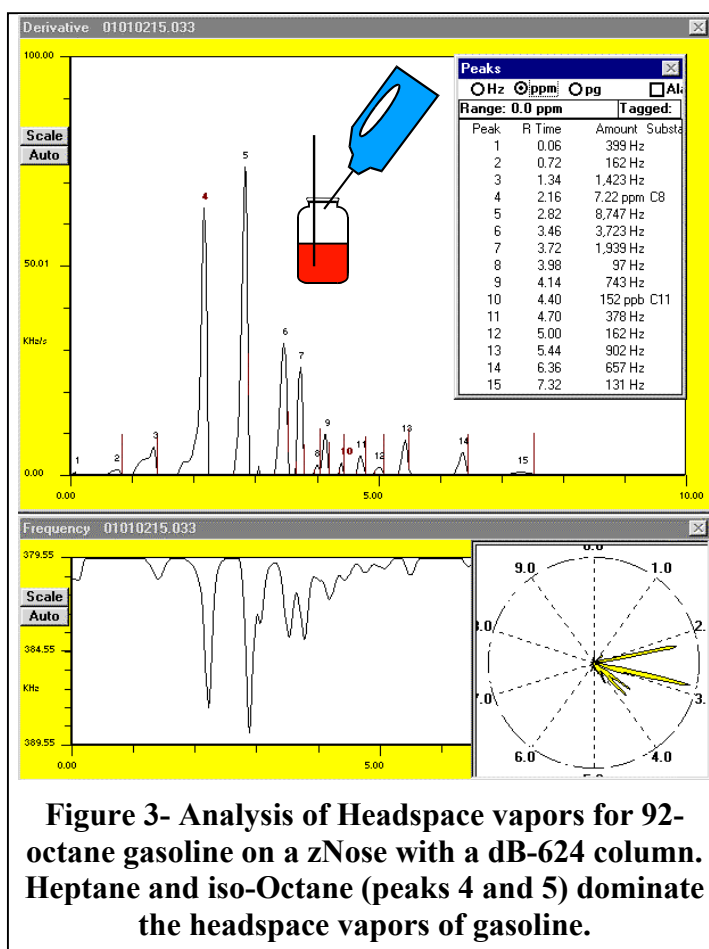 Derivative 01010215.033
100.00
Scale
Auto
50.01
KHz/s
0.00
0.00 5.00 10.00
1 2 3 4 5 6 7 8 9 10 11 12 13 14 15
Peaks
Hz ppm pg Al
Range: 0.0 ppm Tagged:
Peak R Time Amount Substa
1 0.06 399 Hz
2 0.72 162 Hz
3 1.34 1,423 Hz
4 2.16 7.22 ppm C8
5 2.82 8,747 Hz
6 3.46 3,723 Hz
7 3.72 1,939 Hz
8 3.98 97 Hz
9 4.14 743 Hz
10 4.40 152 ppb C11
11 4.70 378 Hz
12 5.00 162 Hz
13 5.44 902 Hz
14 6.36 657 Hz
15 7.32 131 Hz
Frequency 01010215.033
379.55
Scale
Auto
384.55
KHz
389.55
0.00 5.00
9.0 1.0
2.
3.
6.0 4.0
Figure 3- Analysis of Headspace vapors for 92-
octane gasoline on a zNose with a dB-624 column.
Heptane and iso-Octane (peaks 4 and 5) dominate
the headspace vapors of gasoline.